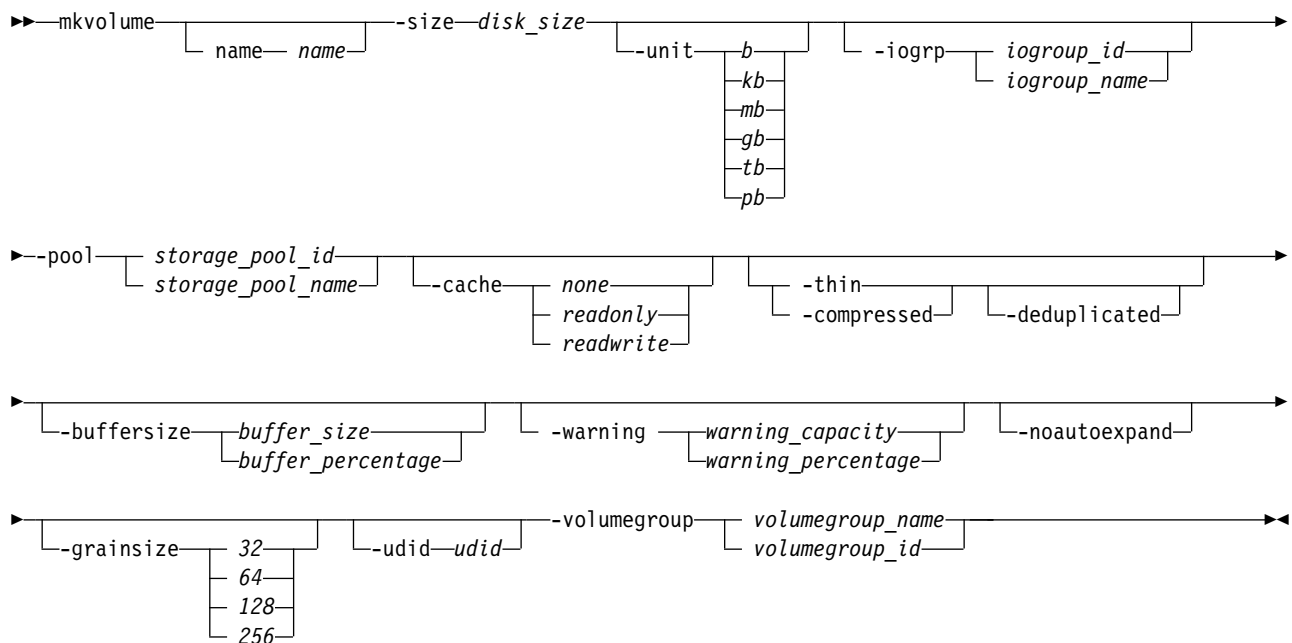 mkvolume name name -size disk_size -unit b -iogrp iogroup_id
kb iogroup_name
mb
gb
tb
pb
-pool storage_pool_id -cache none -thin -deduplicated
storage_pool_name readonly -compressed
readwrite
-buffersize buffer_size -warning warning_capacity -noautoexpand
buffer_percentage warning_percentage
-grainsize 32 -udid udid -volumegroup volumegroup_name
64 volumegroup_id
128
256